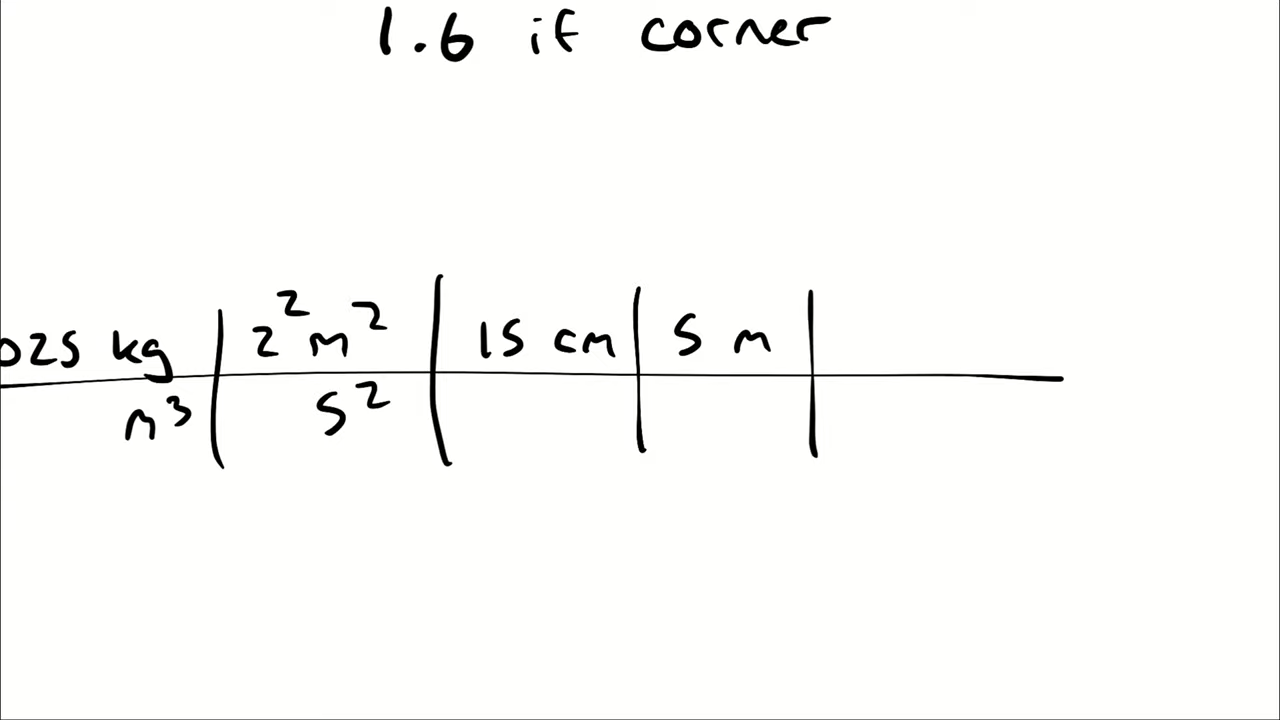 1.6 if corner
025 kg | 2² m² | 15 cm | 5 m |
m³ | s² | | |